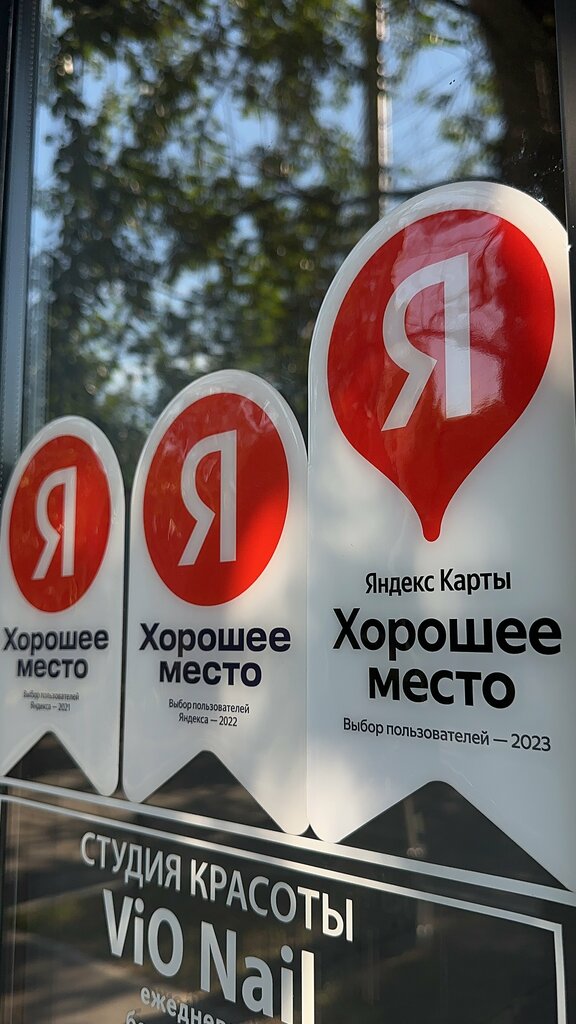 Я
Хорошее
место
Выбор пользователей
Яндекса — 2021
Я
Хорошее
место
Выбор пользователей
Яндекса — 2022
Я
Яндекс Карты
Хорошее
место
Выбор пользователей — 2023
СТУДИЯ КРАСОТЫ
ViO Nail